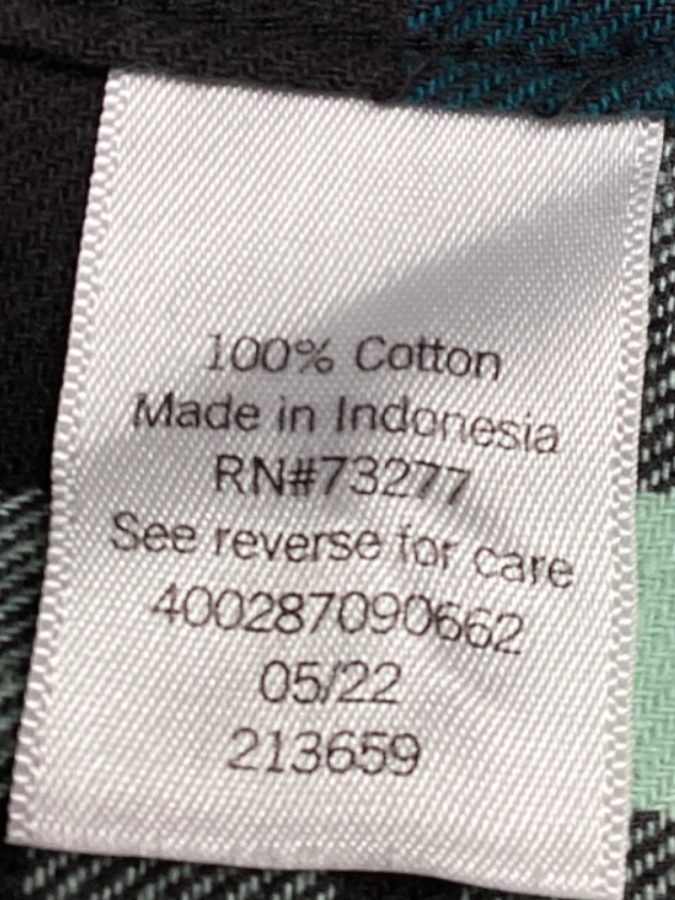 100% Cotton
Made in Indonesia
RN#73277
See reverse for care
400287090662
05/22
213659